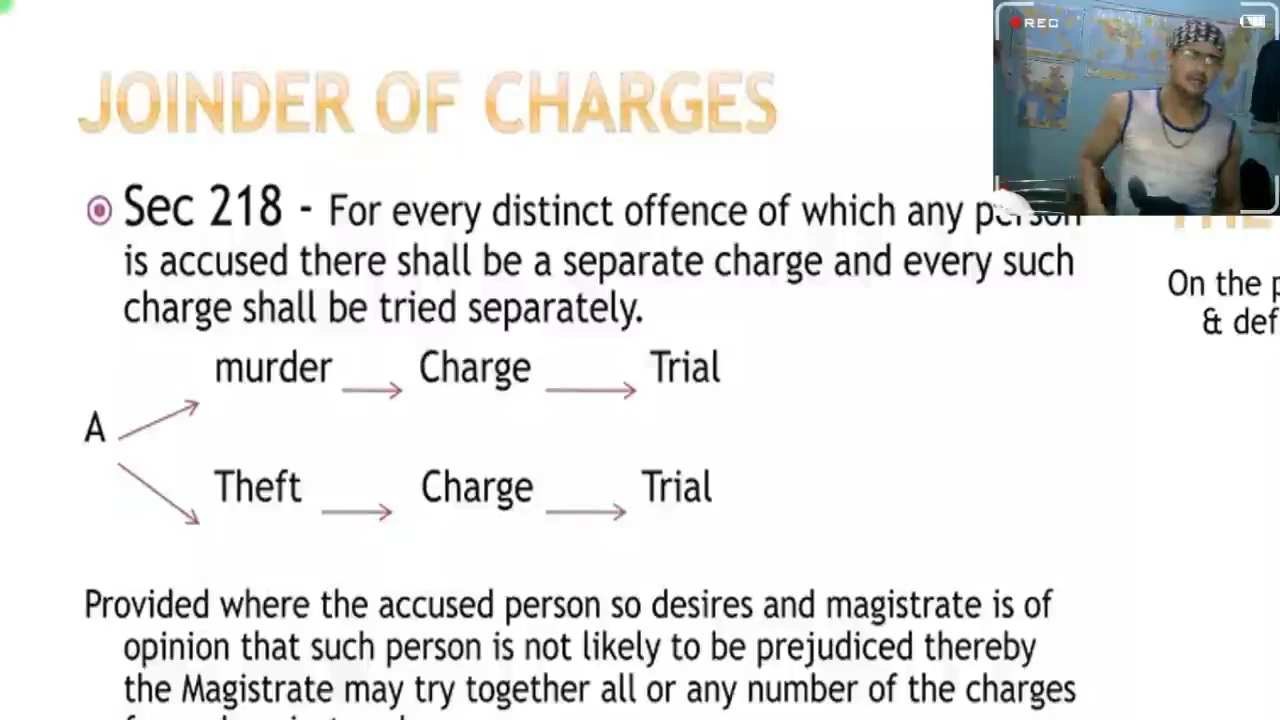 JOINDER OF CHARGES
REC
Sec 218 - For every distinct offence of which any person
is accused there shall be a separate charge and every such
charge shall be tried separately.
murder Charge Trial
A
Theft Charge Trial
Provided where the accused person so desires and magistrate is of
opinion that such person is not likely to be prejudiced thereby
the Magistrate may try together all or any number of the charges
On the
& def